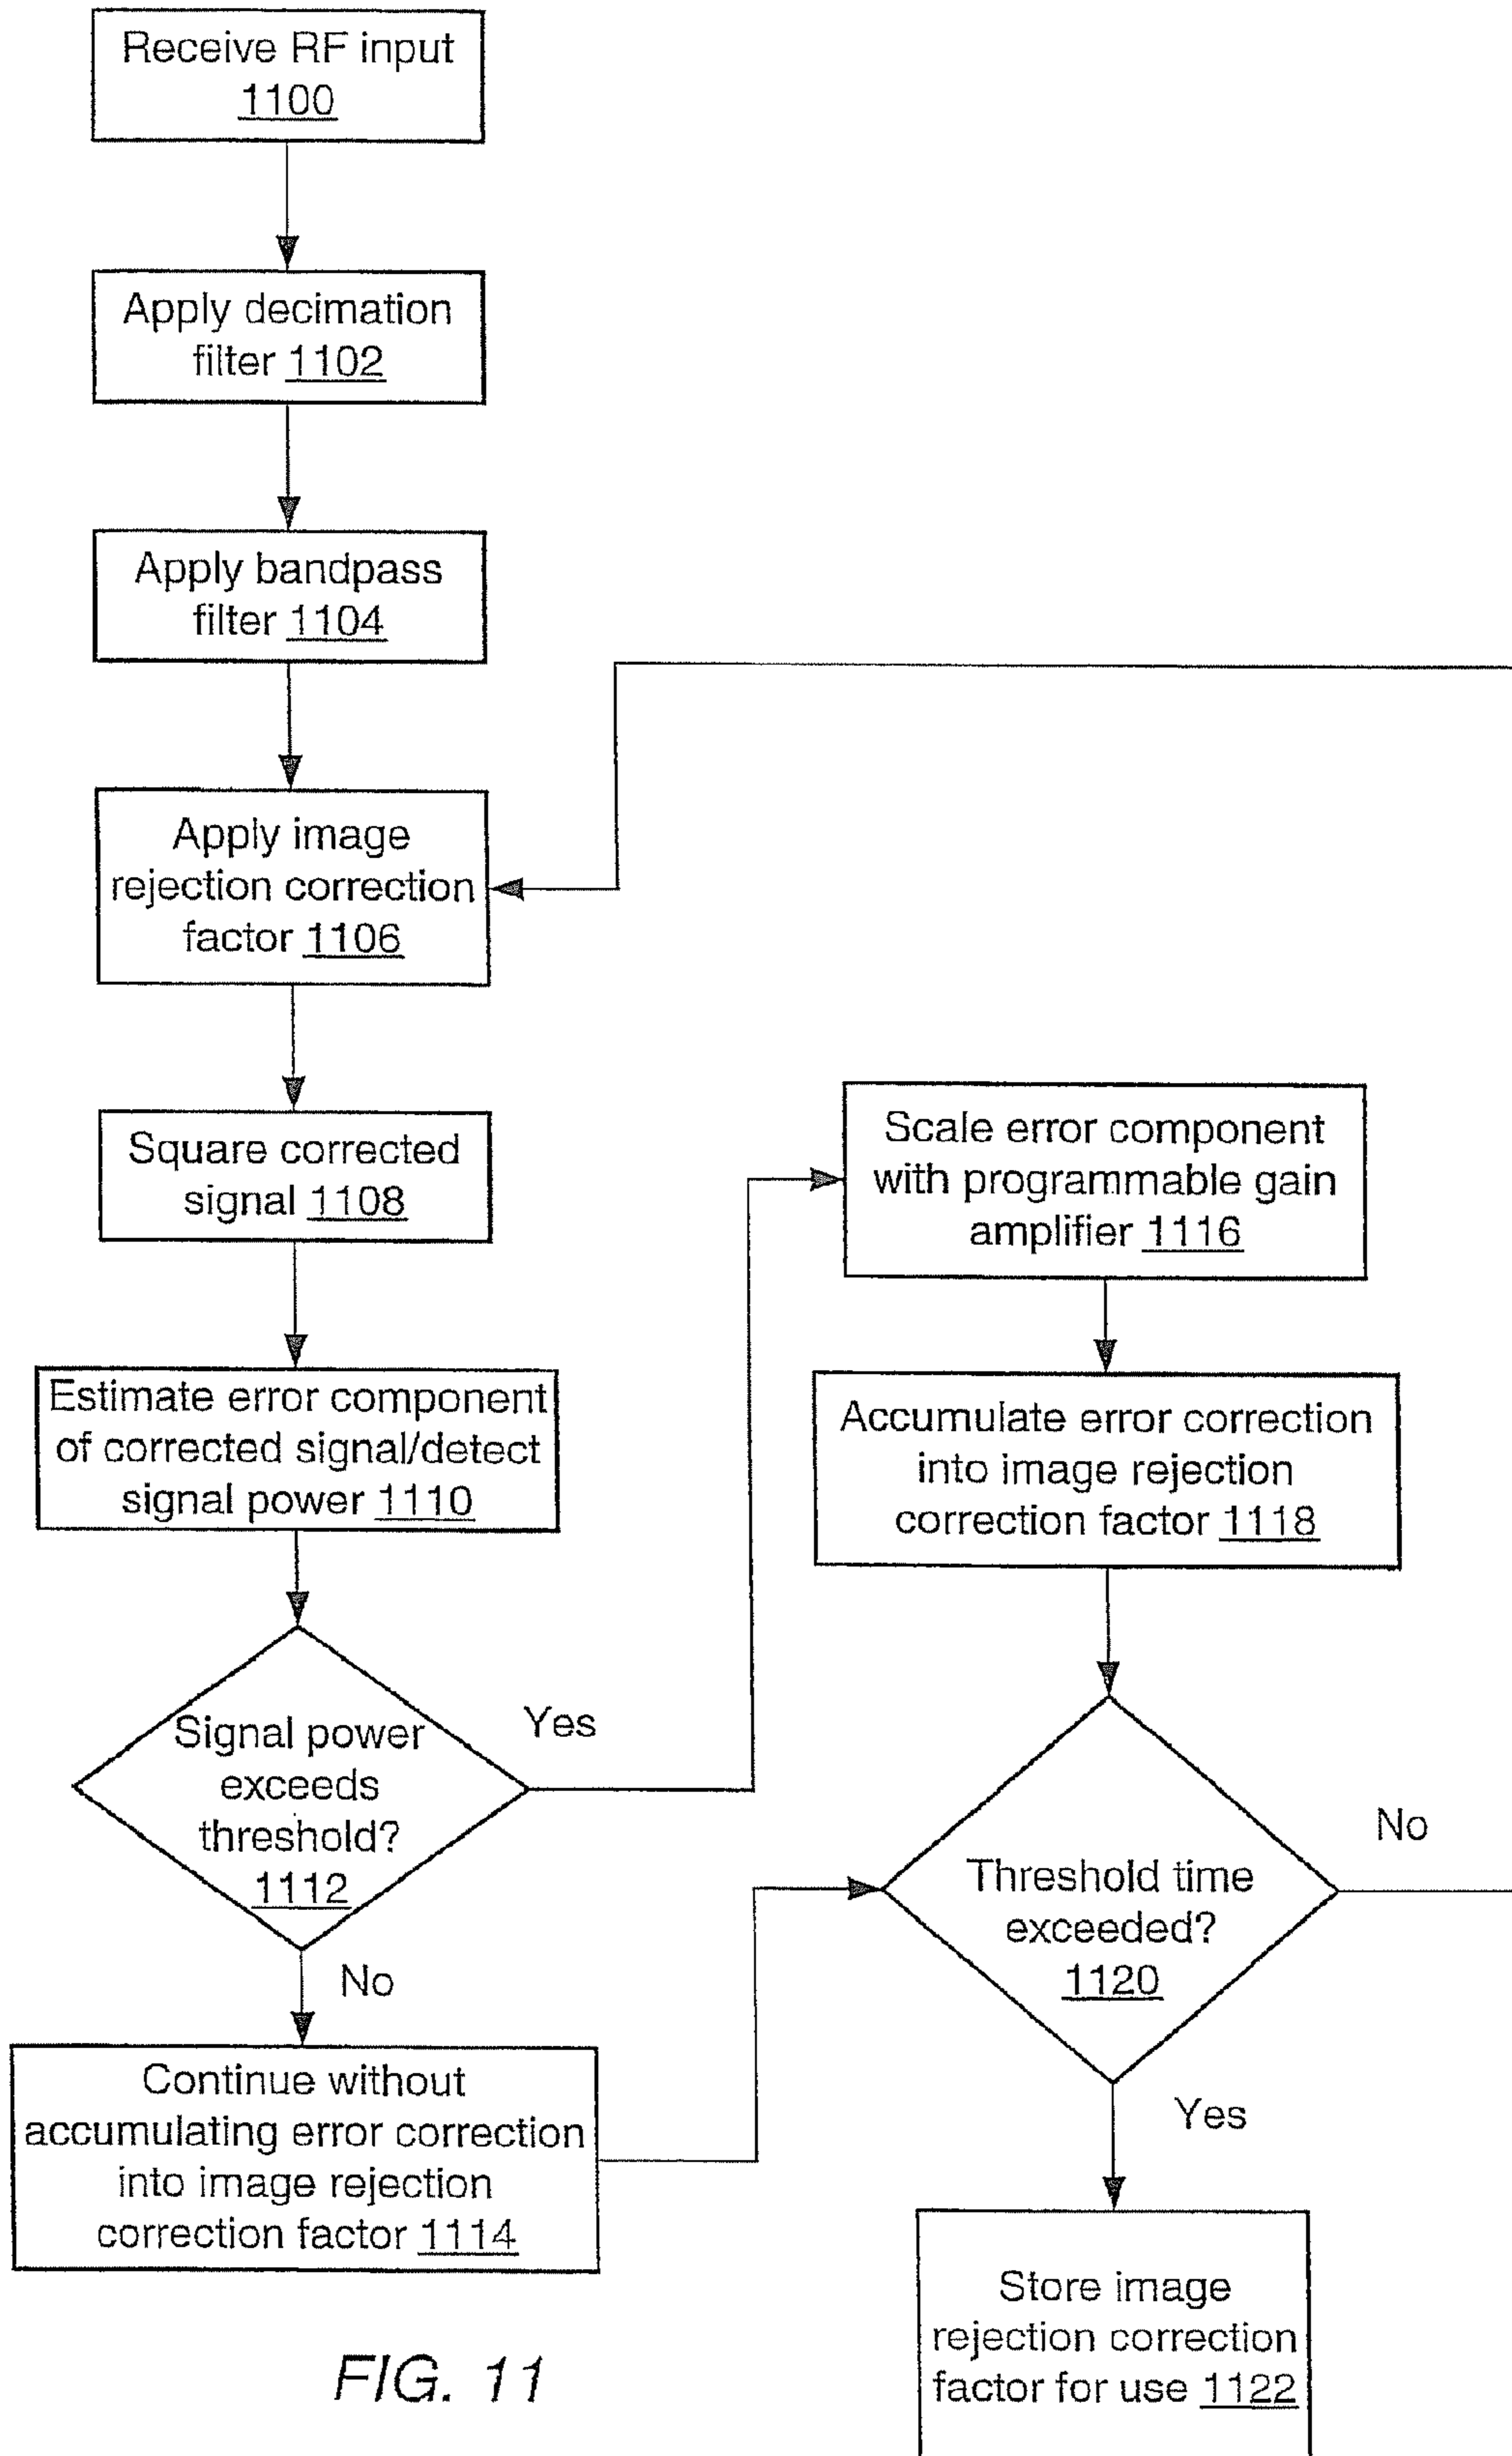 Receive RF input
1100
Apply decimation
filter 1102
Apply bandpass
filter 1104
Apply image
rejection correction
factor 1106
Square corrected
signal 1108
Estimate error component
of corrected signal/detect
signal power 1110
Signal power
exceeds
threshold?
1112
Yes
No
Continue without
accumulating error correction
into image rejection
correction factor 1114
Scale error component
with programmable gain
amplifier 1116
Accumulate error correction
into image rejection
correction factor 1118
Threshold time
exceeded?
1120
No
Yes
Store image
rejection correction
factor for use 1122
FIG. 11